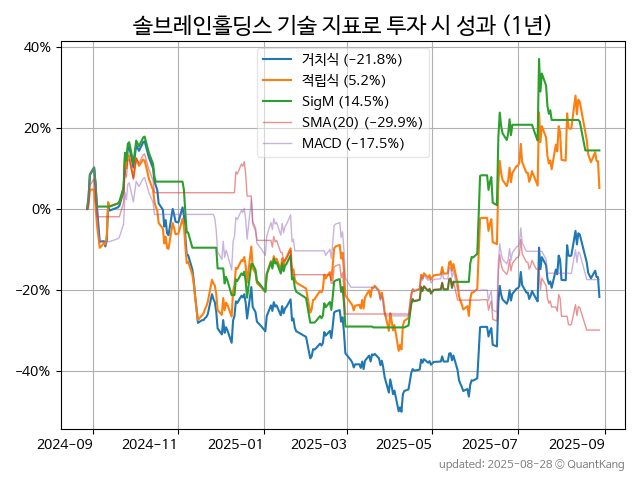 솔브레인홀딩스 기술 지표로 투자 시 성과 (1년)
거치식 (−21.8%)
적립식 (5.2%)
SigM (14.5%)
SMA(20) (−29.9%)
MACD (−17.5%)
40%
20%
0%
−20%
−40%
2024-09 2024-11 2025-01 2025-03 2025-05 2025-07 2025-09
updated: 2025-08-28 © QuantKang